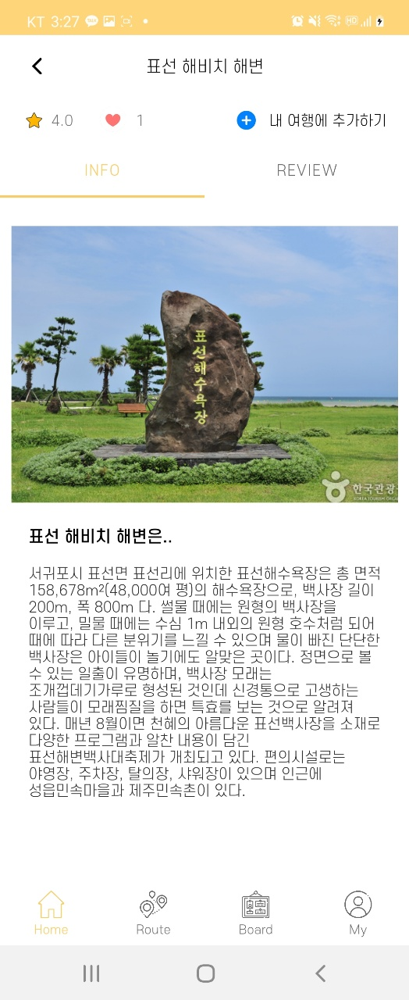 KT 3:27
HD
표선 해비치 해변
4.0
1
내 여행에 추가하기
INFO
REVIEW
표선해수욕장
한국관광
KOREA TOURISM ORGA
표선 해비치 해변은..
서귀포시 표선면 표선리에 위치한 표선해수욕장은 총 면적
158,678m²(48,000여 평)의 해수욕장으로, 백사장 길이
200m, 폭 800m 다. 썰물 때에는 원형의 백사장을
이루고, 밀물 때에는 수심 1m 내외의 원형 호수처럼 되어
때에 따라 다른 분위기를 느낄 수 있으며 물이 빠진 단단한
백사장은 아이들이 놀기에도 알맞은 곳이다. 정면으로 볼
수 있는 일출이 유명하며, 백사장 모래는
조개껍데기가루로 형성된 것인데 신경통으로 고생하는
사람들이 모래찜질을 하면 특효를 보는 것으로 알려져
있다. 매년 8월이면 천혜의 아름다운 표선백사장을 소재로
다양한 프로그램과 알찬 내용이 담긴
표선해변백사대축제가 개최되고 있다. 편의시설로는
야영장, 주차장, 탈의장, 샤워장이 있으며 인근에
성읍민속마을과 제주민속촌이 있다.
Home
Route
Board
My